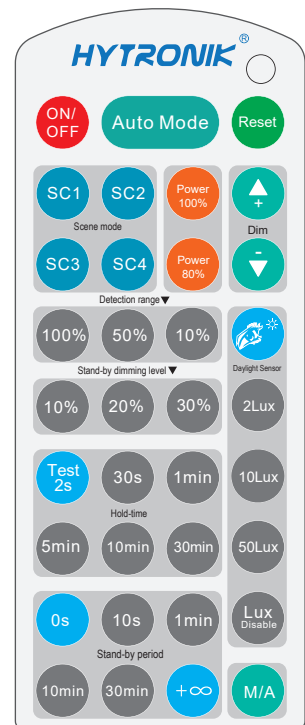 HYTRONIK®
ON/
OFF
Auto Mode
Reset
SC1
SC2
Power
100%
+
Scene mode
Dim
SC3
SC4
Power
80%
-
Detection range▼
100%
50%
10%
Daylight Sensor
Stand-by dimming level▼
10%
20%
30%
2Lux
Test
2s
30s
1min
10Lux
Hold-time
5min
10min
30min
50Lux
0s
10s
1min
Lux
Disable
Stand-by period
10min
30min
+∞
M/A